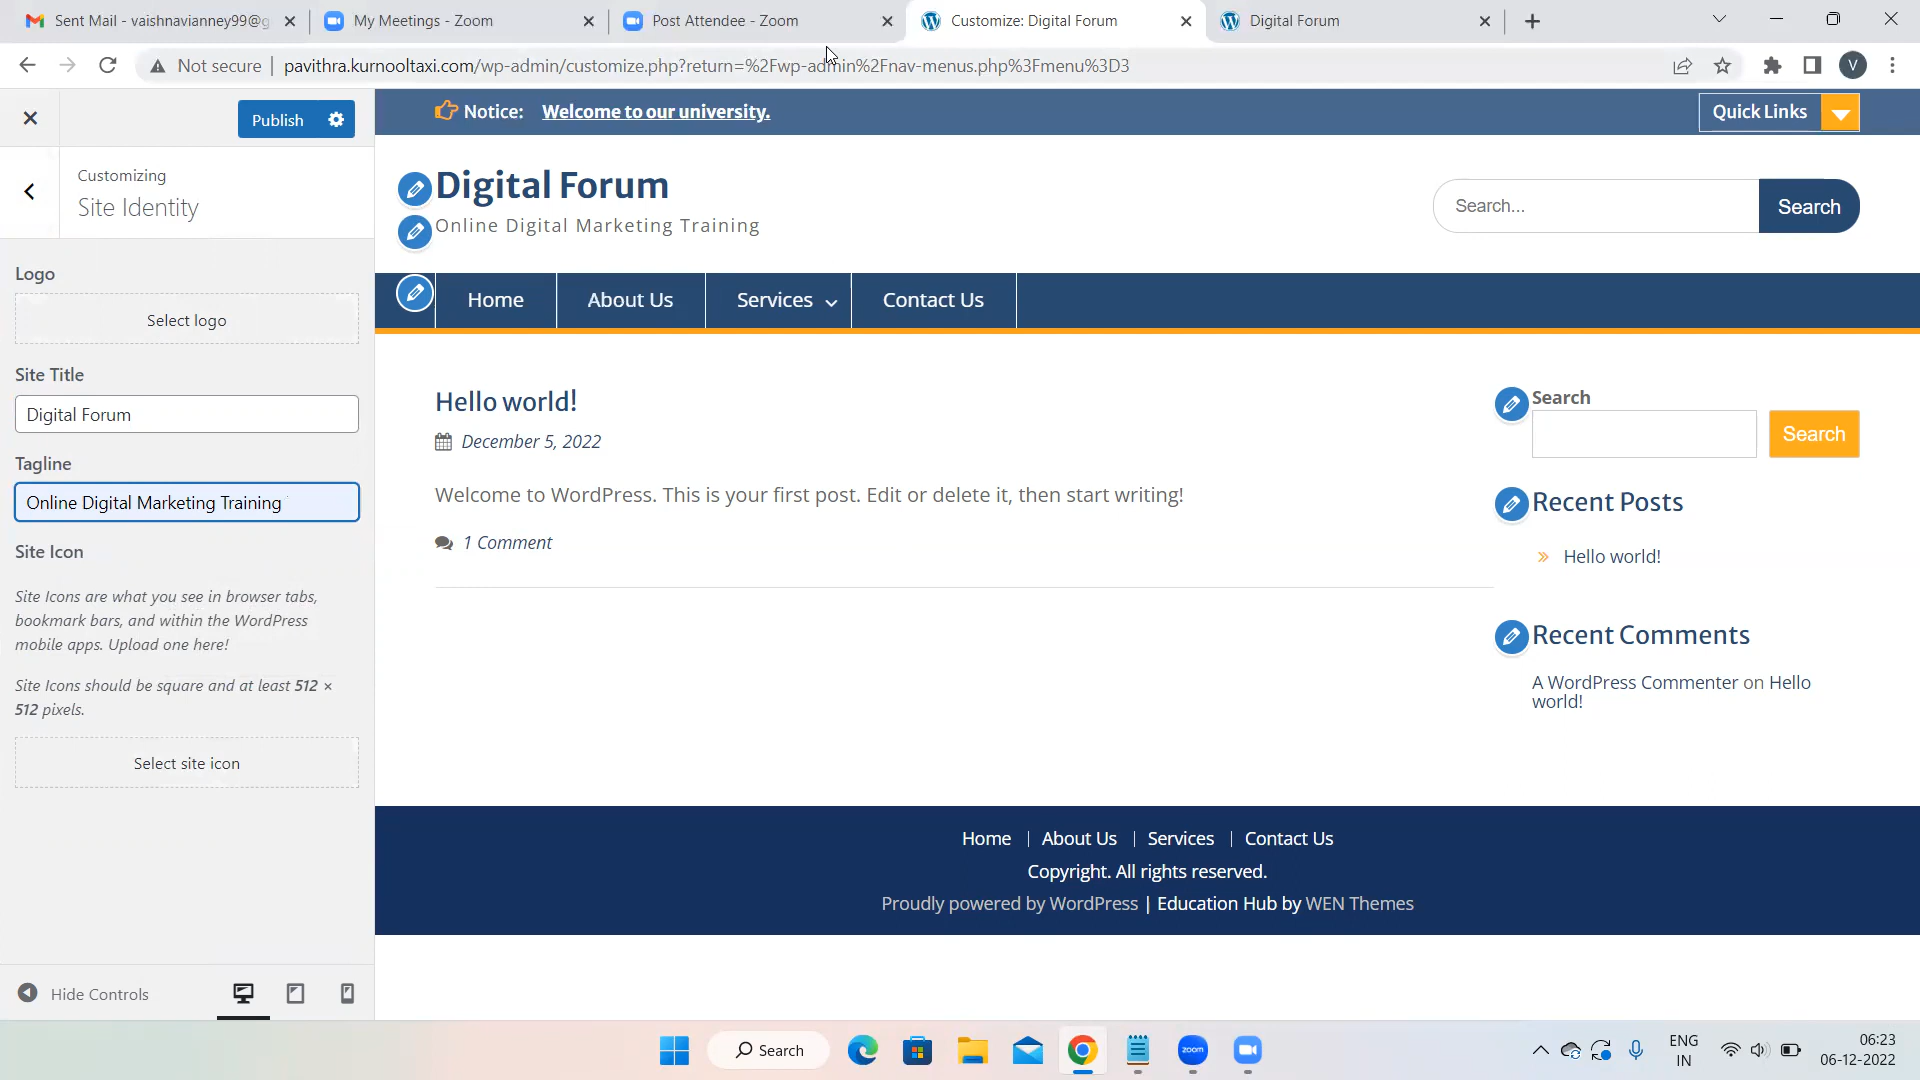 Sent Mail - vaishnavianney99@g
My Meetings - Zoom
Post Attendee - Zoom
Customize: Digital Forum
Digital Forum
Not secure
pavithra.kurnooltaxi.com/wp-admin/customize.php?return=%2Fwp-admin%2Fnav-menus.php%3Fmenu%3D3
V
Publish
Customizing
Site Identity
Logo
Select logo
Site Title
Digital Forum
Tagline
Online Digital Marketing Training
Site Icon
Site Icons are what you see in browser tabs,
bookmark bars, and within the WordPress
mobile apps. Upload one here!
Site Icons should be square and at least 512 ×
512 pixels.
Select site icon
Hide Controls
Notice: Welcome to our university.
Quick Links
Digital Forum
Online Digital Marketing Training
Search...
Search
Home
About Us
Services
Contact Us
Hello world!
December 5, 2022
Welcome to WordPress. This is your first post. Edit or delete it, then start writing!
1 Comment
Search
Search
Recent Posts
Hello world!
Recent Comments
A WordPress Commenter on Hello
world!
Home | About Us | Services | Contact Us
Copyright. All rights reserved.
Proudly powered by WordPress | Education Hub by WEN Themes
Search
zoom
ENG
IN
06:23
06-12-2022